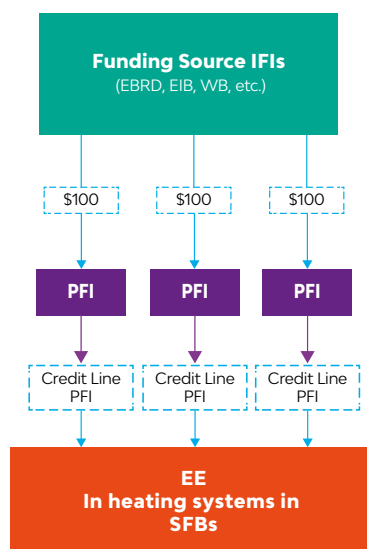 Funding Source IFIs
(EBRD, EIB, WB, etc.)
$100 $100 $100
PFI PFI PFI
Credit Line Credit Line Credit Line
PFI PFI PFI
EE
In heating systems in
SFBs